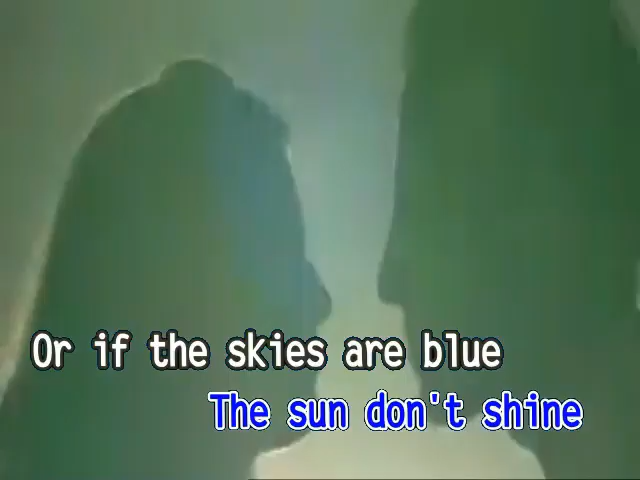 Or if the skies are blue
The sun don't shine